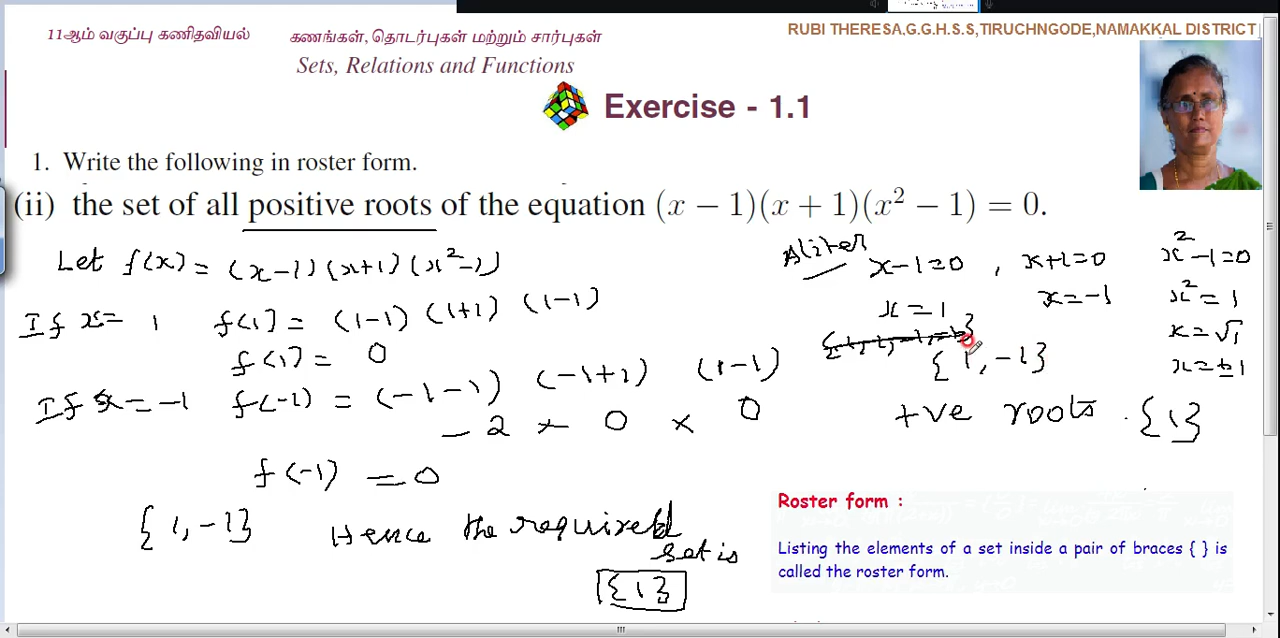 11ஆம் வகுப்பு கணிதவியல்
கணங்கள்,தொடர்புகள் மற்றும் சார்புகள்
RUBI THERESA,G.G.H.S.S,TIRUCHNGODE,NAMAKKAL DISTRICT
Sets, Relations and Functions
Exercise - 1.1
1. Write the following in roster form.
(ii) the set of all positive roots of the equation (x − 1)(x + 1)(x² − 1) = 0.
Let f(x) = (x-1) (x+1) (x²-1)
If x = 1 f(1) = (1-1) (1+1) (1-1)
f(1) = 0
If x = -1 f(-1) = (-1-1) (-1+1) (1-1)
-2 × 0 × 0
f(-1) = 0
{1, -1} Hence the required
set is
{1}
Aliter
x-1=0 , x+1=0 x²-1=0
x=1 x=-1 x²=1
x=√1
{1, -1} x=±1
+ve roots. {1}
Roster form :
Listing the elements of a set inside a pair of braces { } is
called the roster form.